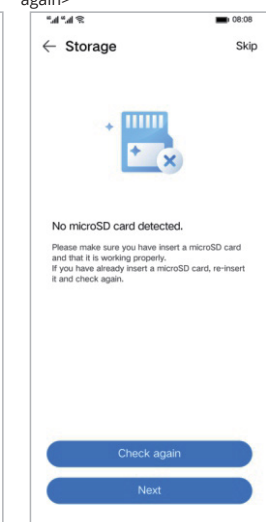 again>
08:08
Storage
Skip
No microSD card detected.
Please make sure you have insert a microSD card
and that it is working properly.
If you have already insert a microSD card, re-insert
it and check again.
Check again
Next